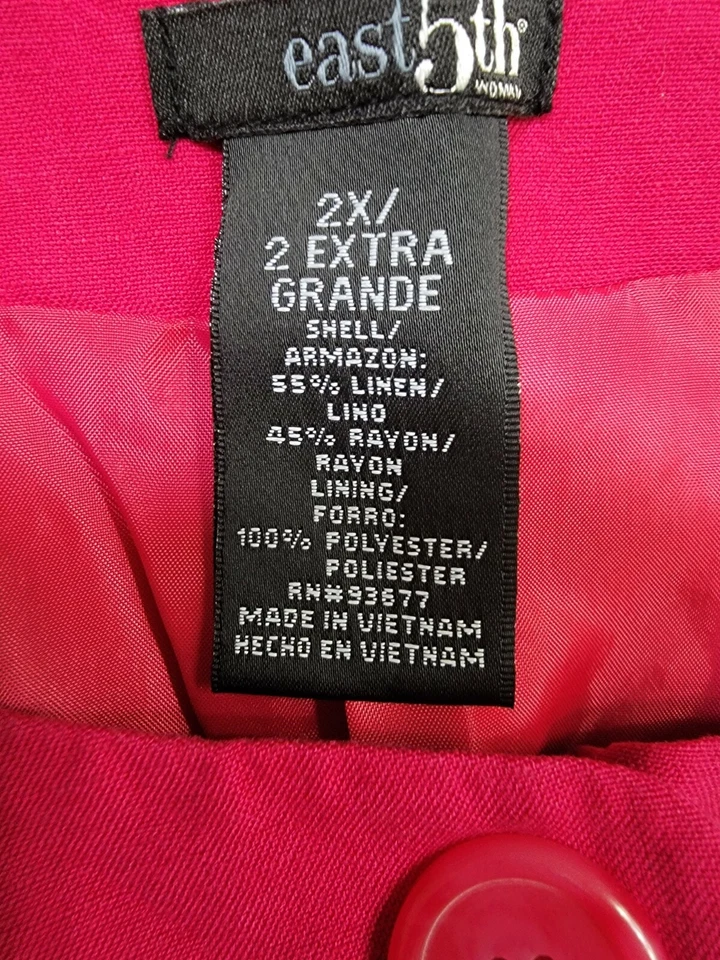 east5th®
WOMAN
2X/
2 EXTRA
GRANDE
SHELL/
ARMAZON:
55% LINEN/
LINO
45% RAYON/
RAYON
LINING/
FORRO:
100% POLYESTER/
POLIESTER
RN#93677
MADE IN VIETNAM
HECHO EN VIETNAM